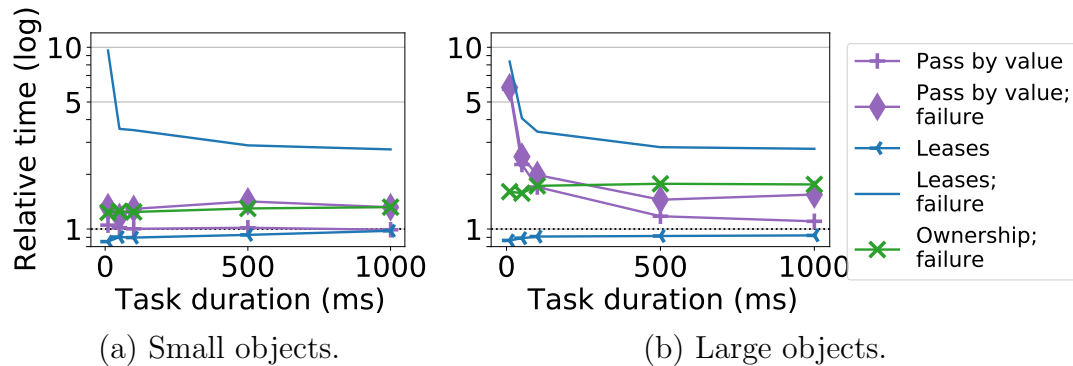 Relative time (log)
10
5
1
0
500
1000
Task duration (ms)
(a) Small objects.
10
5
1
0
500
1000
Task duration (ms)
(b) Large objects.
Pass by value
Pass by value;
failure
Leases
Leases;
failure
Ownership;
failure